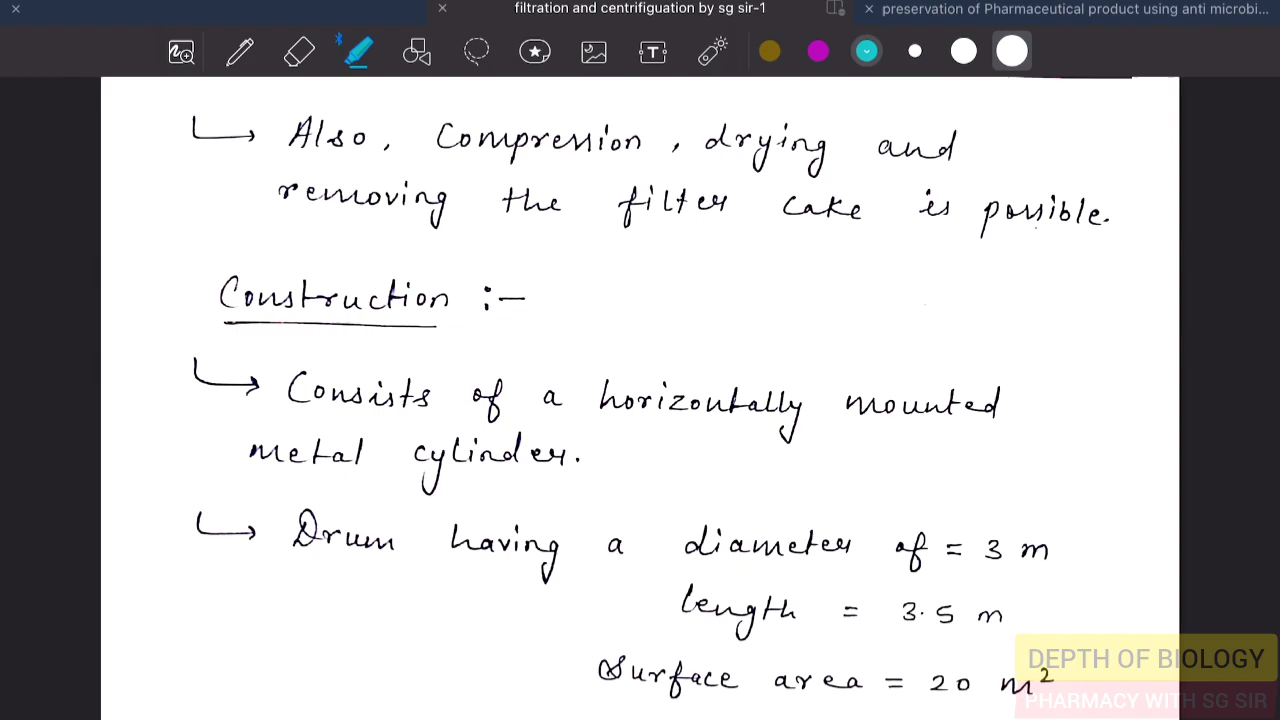 filtration and centrifiguation by sg sir-1
preservation of Pharmaceutical product using anti microbi...
T
Also, Compression, drying and
removing the filter cake is possible.
Construction :-
Consists of a horizontally mounted
metal cylinder.
Drum having a diameter of = 3 m
length = 3.5 m
Surface area = 20 m²
DEPTH OF BIOLOGY
PHARMACY WITH SG SIR